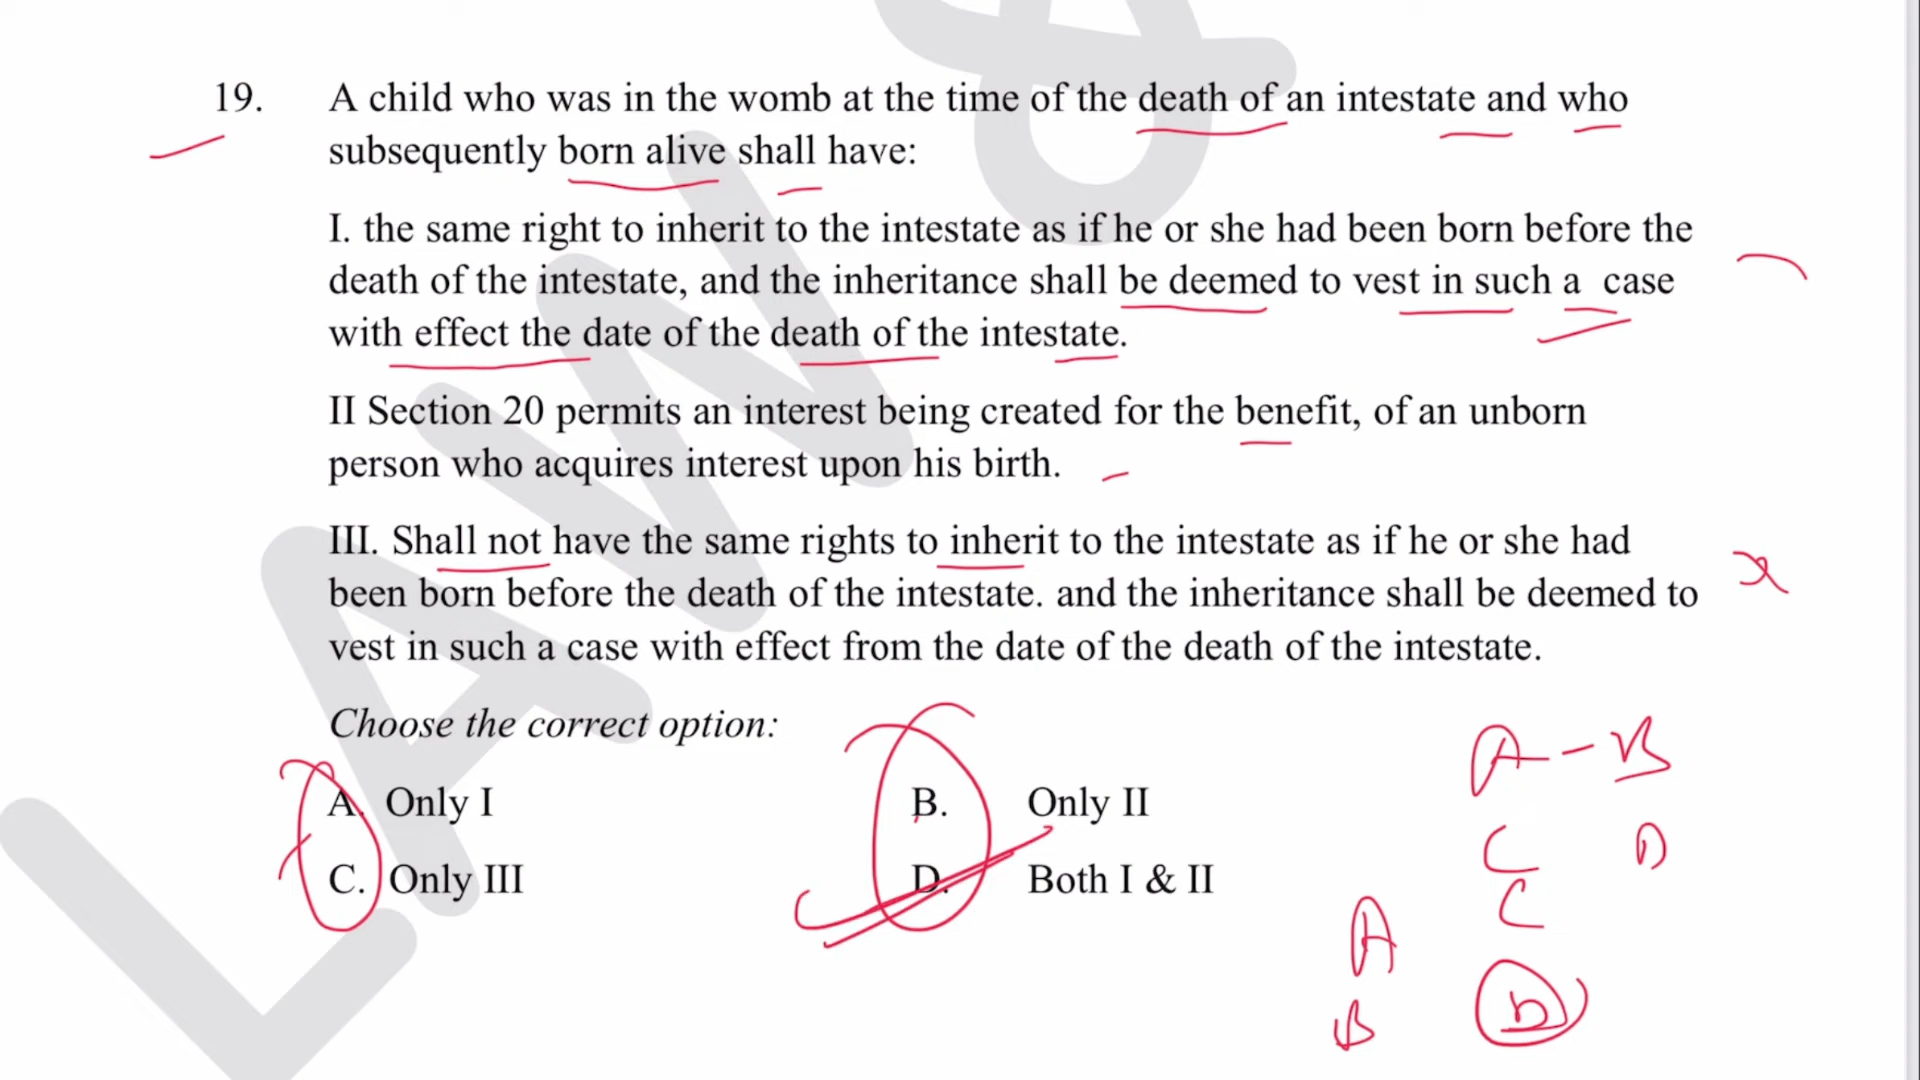 19. A child who was in the womb at the time of the death of an intestate and who
subsequently born alive shall have:
I. the same right to inherit to the intestate as if he or she had been born before the
death of the intestate, and the inheritance shall be deemed to vest in such a case
with effect the date of the death of the intestate.
II Section 20 permits an interest being created for the benefit, of an unborn
person who acquires interest upon his birth.
III. Shall not have the same rights to inherit to the intestate as if he or she had
been born before the death of the intestate. and the inheritance shall be deemed to
vest in such a case with effect from the date of the death of the intestate.
Choose the correct option:
A. Only I B. Only II
C. Only III D. Both I & II
A - B
C D
C
A
B D
LAW &